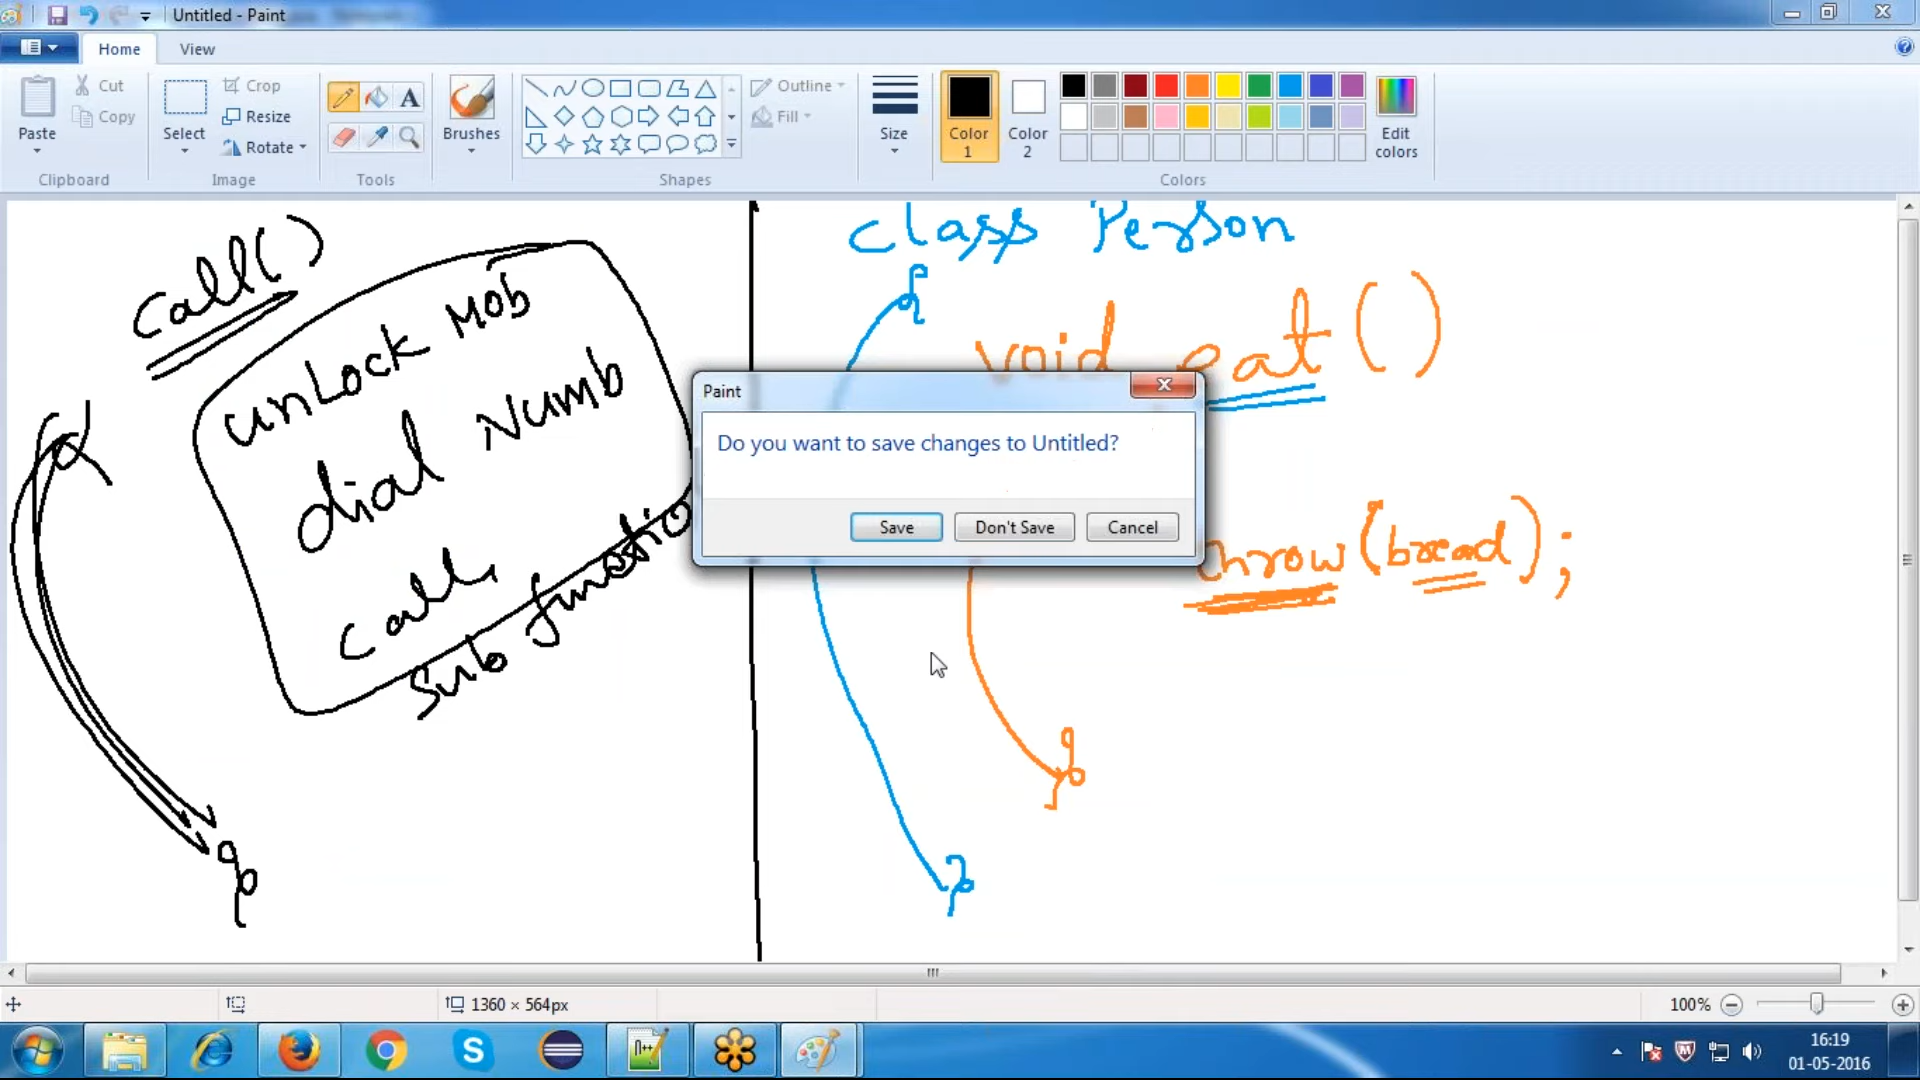 Untitled - Paint
Home View
Paste
Cut
Copy
Clipboard
Select
Crop
Resize
Rotate
Image
A
Tools
Brushes
Outline
Fill
Shapes
Size
Color 1
Color 2
Edit colors
Colors
call()
unLock Mob
dial Numb
call
Sub functio
class Person
void eat()
throw(bread);
Paint
Do you want to save changes to Untitled?
Save Don't Save Cancel
1360 × 564px
100%
16:19
01-05-2016